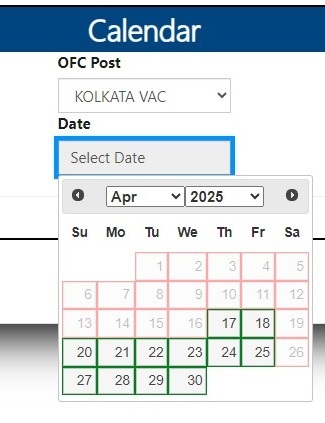 Calendar
OFC Post
KOLKATA VAC
Date
Select Date
Apr 2025
Su Mo Tu We Th Fr Sa
1 2 3 4 5
6 7 8 9 10 11 12
13 14 15 16 17 18 19
20 21 22 23 24 25 26
27 28 29 30